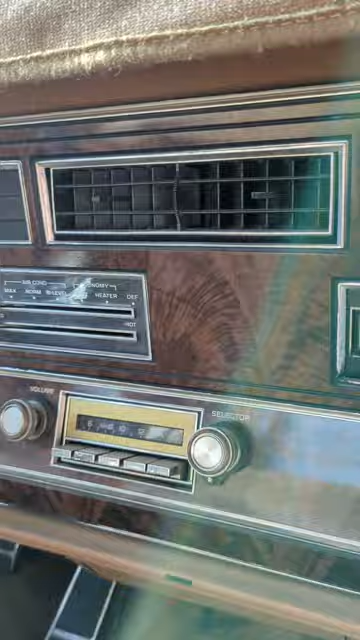 AIR COND ECONOMY
MAX NORM BI-LEVEL HEATER DEF
HOT
VOLUME
SELECTOR